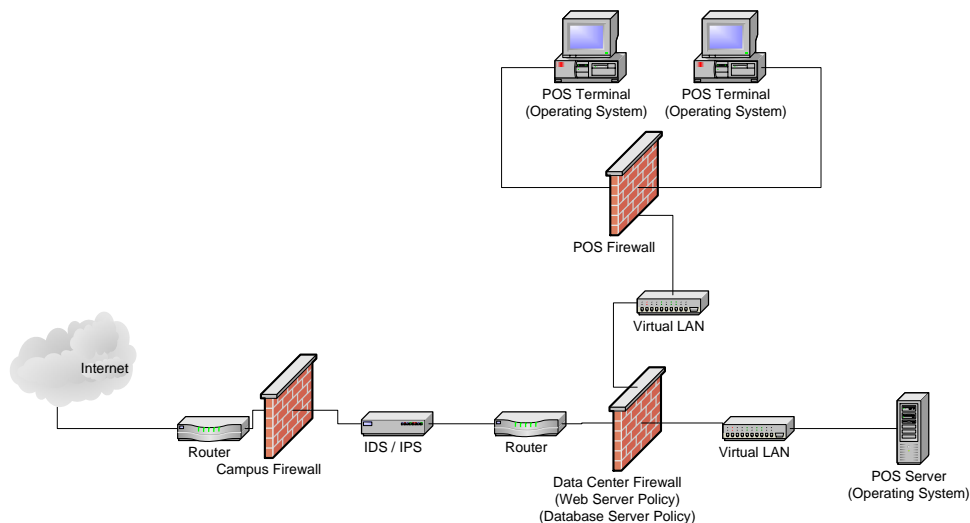 POS Terminal
(Operating System)
POS Terminal
(Operating System)
POS Firewall
Virtual LAN
Internet
Router
Campus Firewall
IDS / IPS
Router
Data Center Firewall
(Web Server Policy)
(Database Server Policy)
Virtual LAN
POS Server
(Operating System)